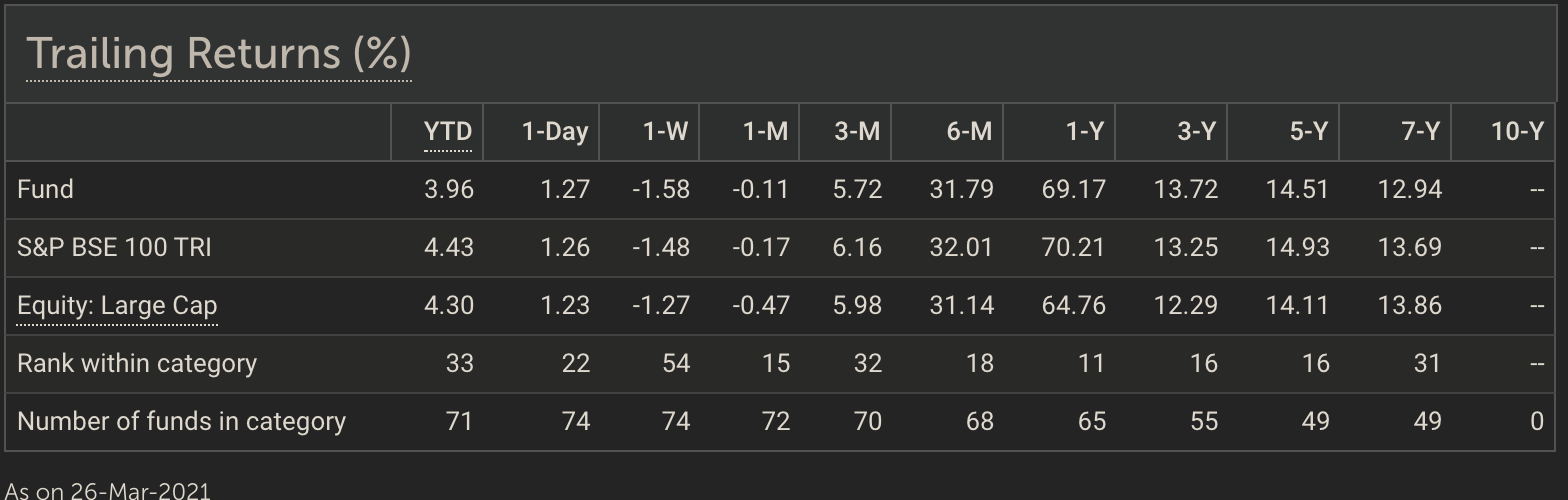 Trailing Returns (%)
YTD 1-Day 1-W 1-M 3-M 6-M 1-Y 3-Y 5-Y 7-Y 10-Y
Fund 3.96 1.27 -1.58 -0.11 5.72 31.79 69.17 13.72 14.51 12.94 --
S&P BSE 100 TRI 4.43 1.26 -1.48 -0.17 6.16 32.01 70.21 13.25 14.93 13.69 --
Equity: Large Cap 4.30 1.23 -1.27 -0.47 5.98 31.14 64.76 12.29 14.11 13.86 --
Rank within category 33 22 54 15 32 18 11 16 16 31 --
Number of funds in category 71 74 74 72 70 68 65 55 49 49 0
As on 26-Mar-2021